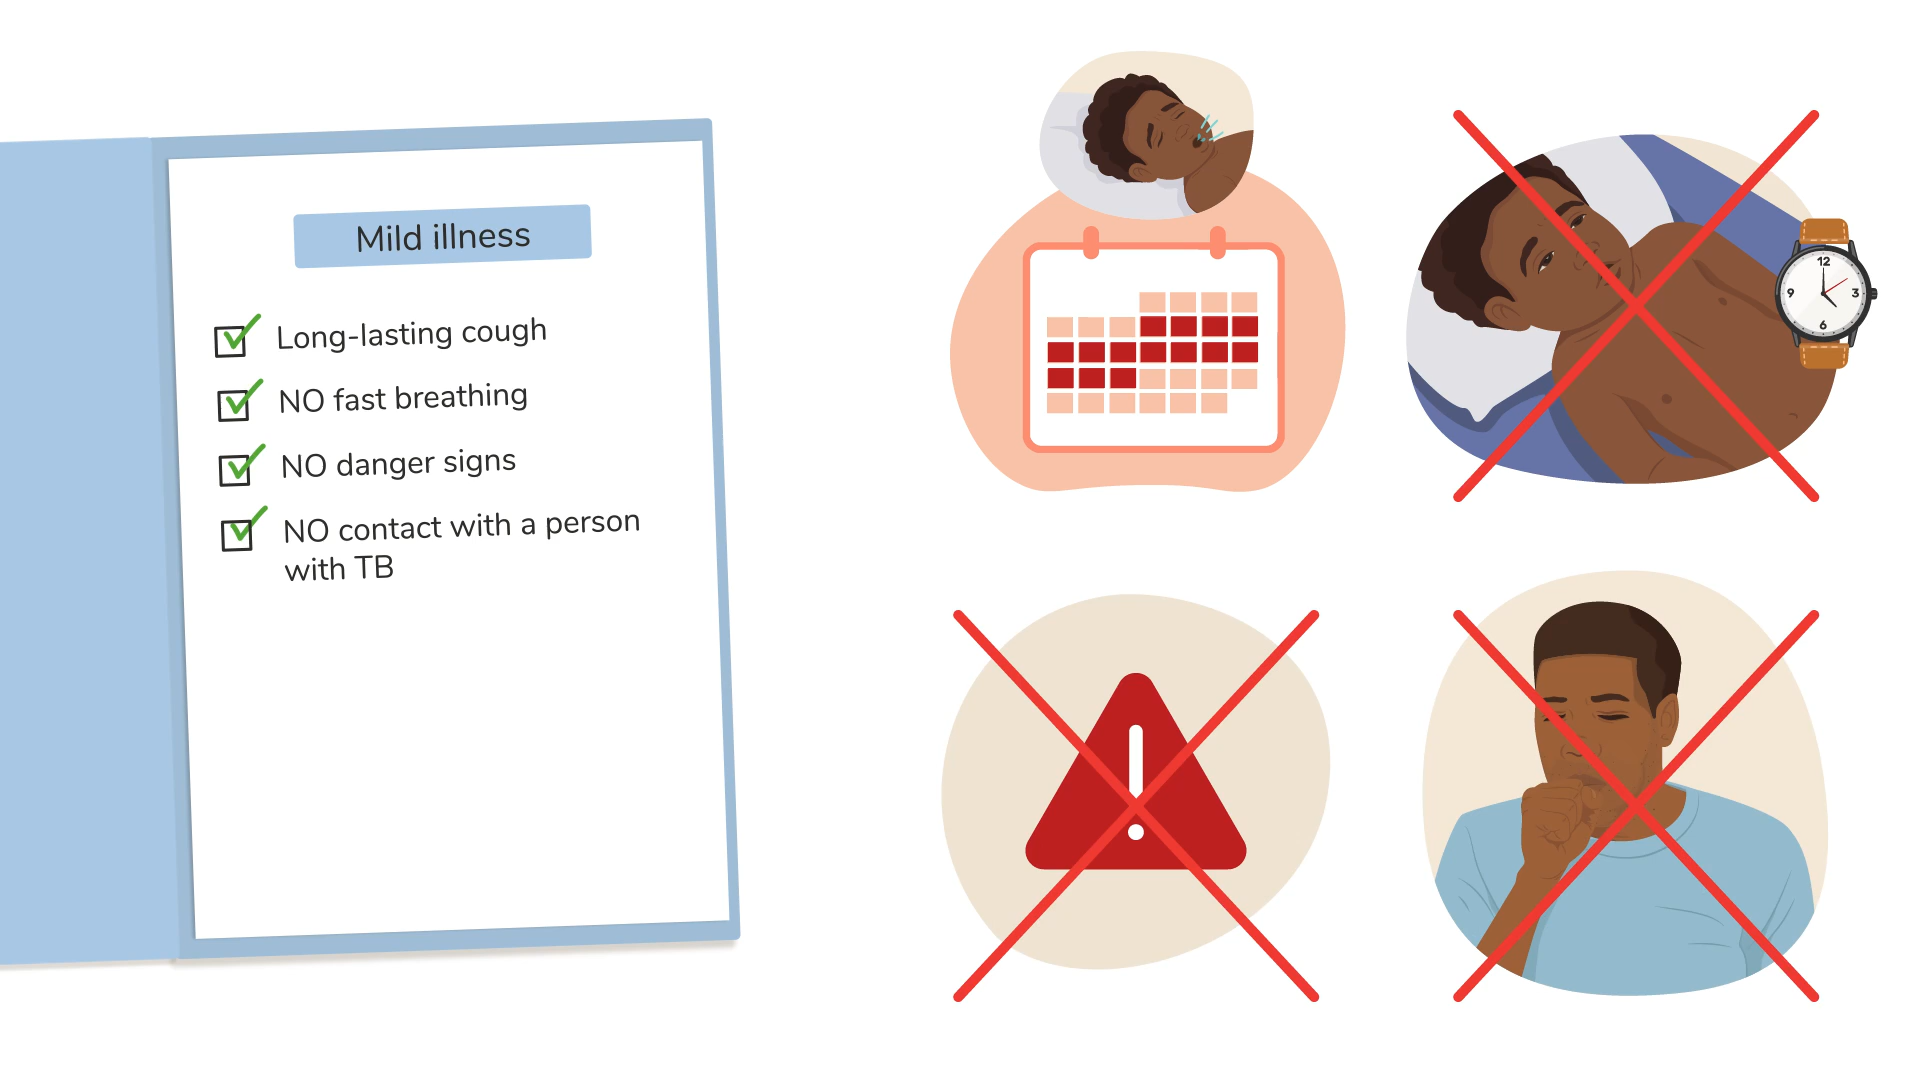 Mild illness
Long-lasting cough
NO fast breathing
NO danger signs
NO contact with a person
with TB
12
9
3
6